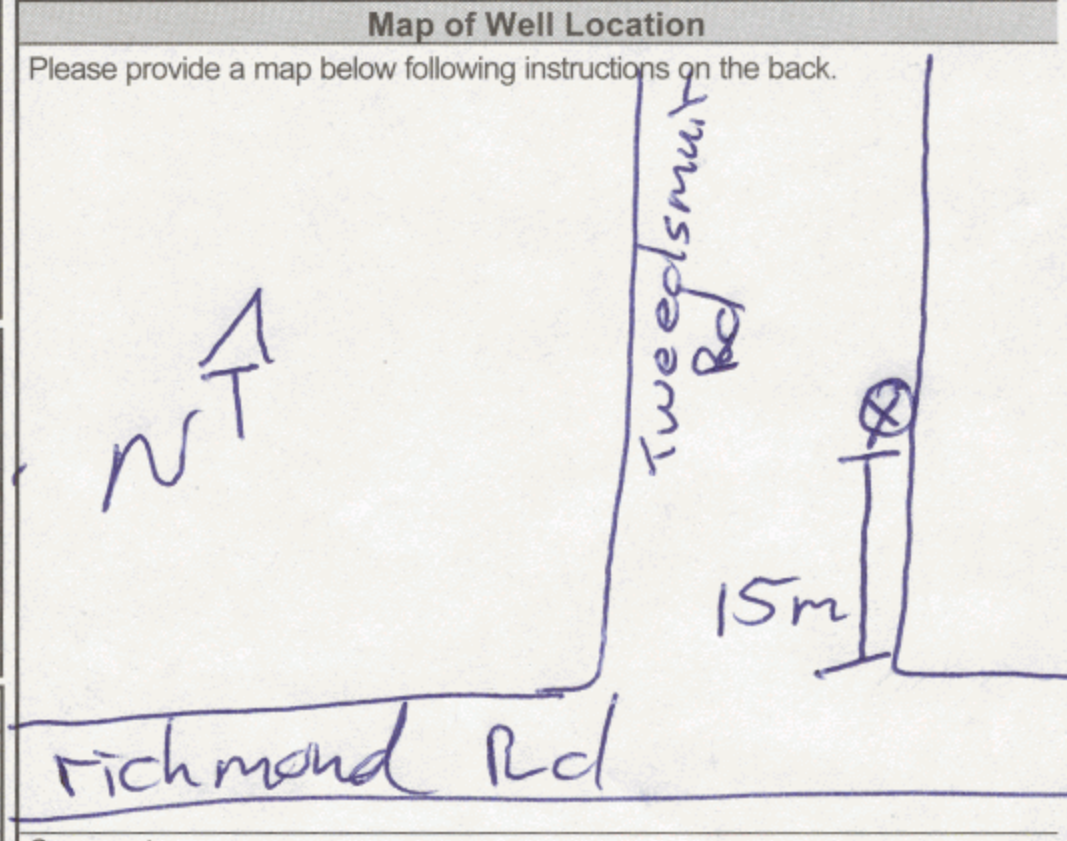 Map of Well Location
Please provide a map below following instructions on the back.
Tweedsmuir
Rd
N
15m
richmond Rd